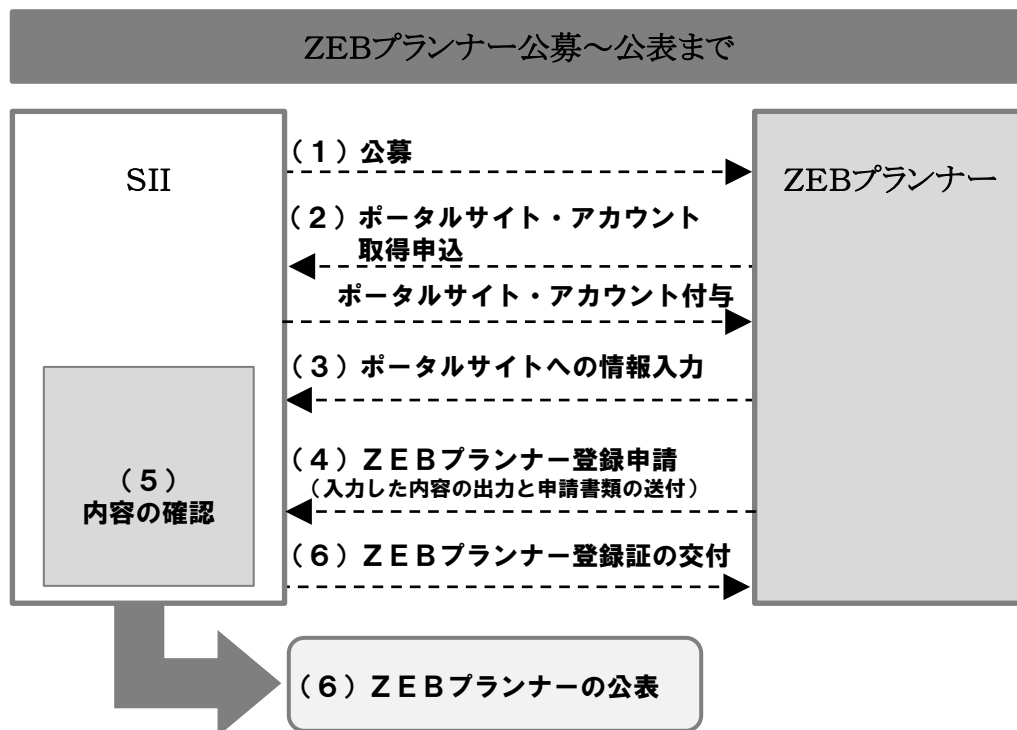 ZEBプランナー公募～公表まで
SII
ZEBプランナー
（１）公募
（２）ポータルサイト・アカウント
取得申込
ポータルサイト・アカウント付与
（３）ポータルサイトへの情報入力
（４）ＺＥＢプランナー登録申請
（入力した内容の出力と申請書類の送付）
（５）
内容の確認
（６）ＺＥＢプランナー登録証の交付
（６）ＺＥＢプランナーの公表